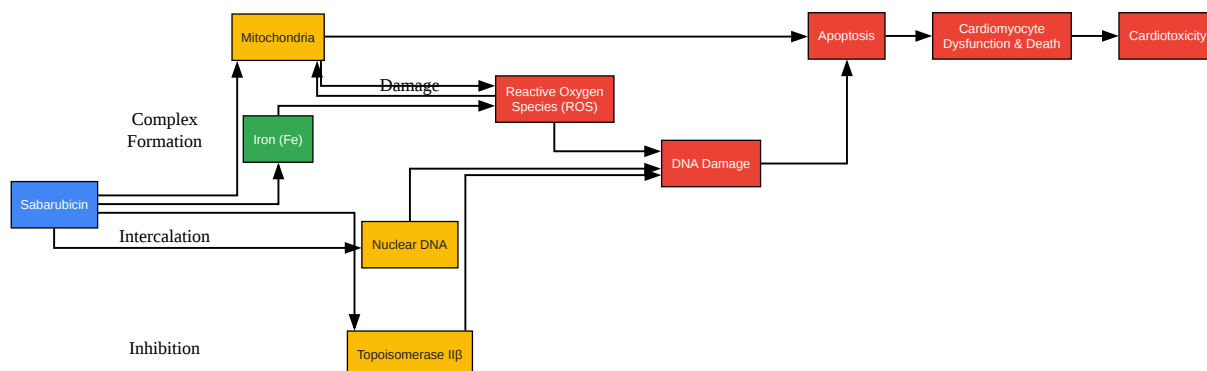 Mitochondria
Apoptosis
Cardiomyocyte
Dysfunction & Death
Cardiotoxicity
Damage
Reactive Oxygen
Species (ROS)
Complex
Formation
Iron (Fe)
DNA Damage
Sabarubicin
Intercalation
Nuclear DNA
Inhibition
Topoisomerase IIβ